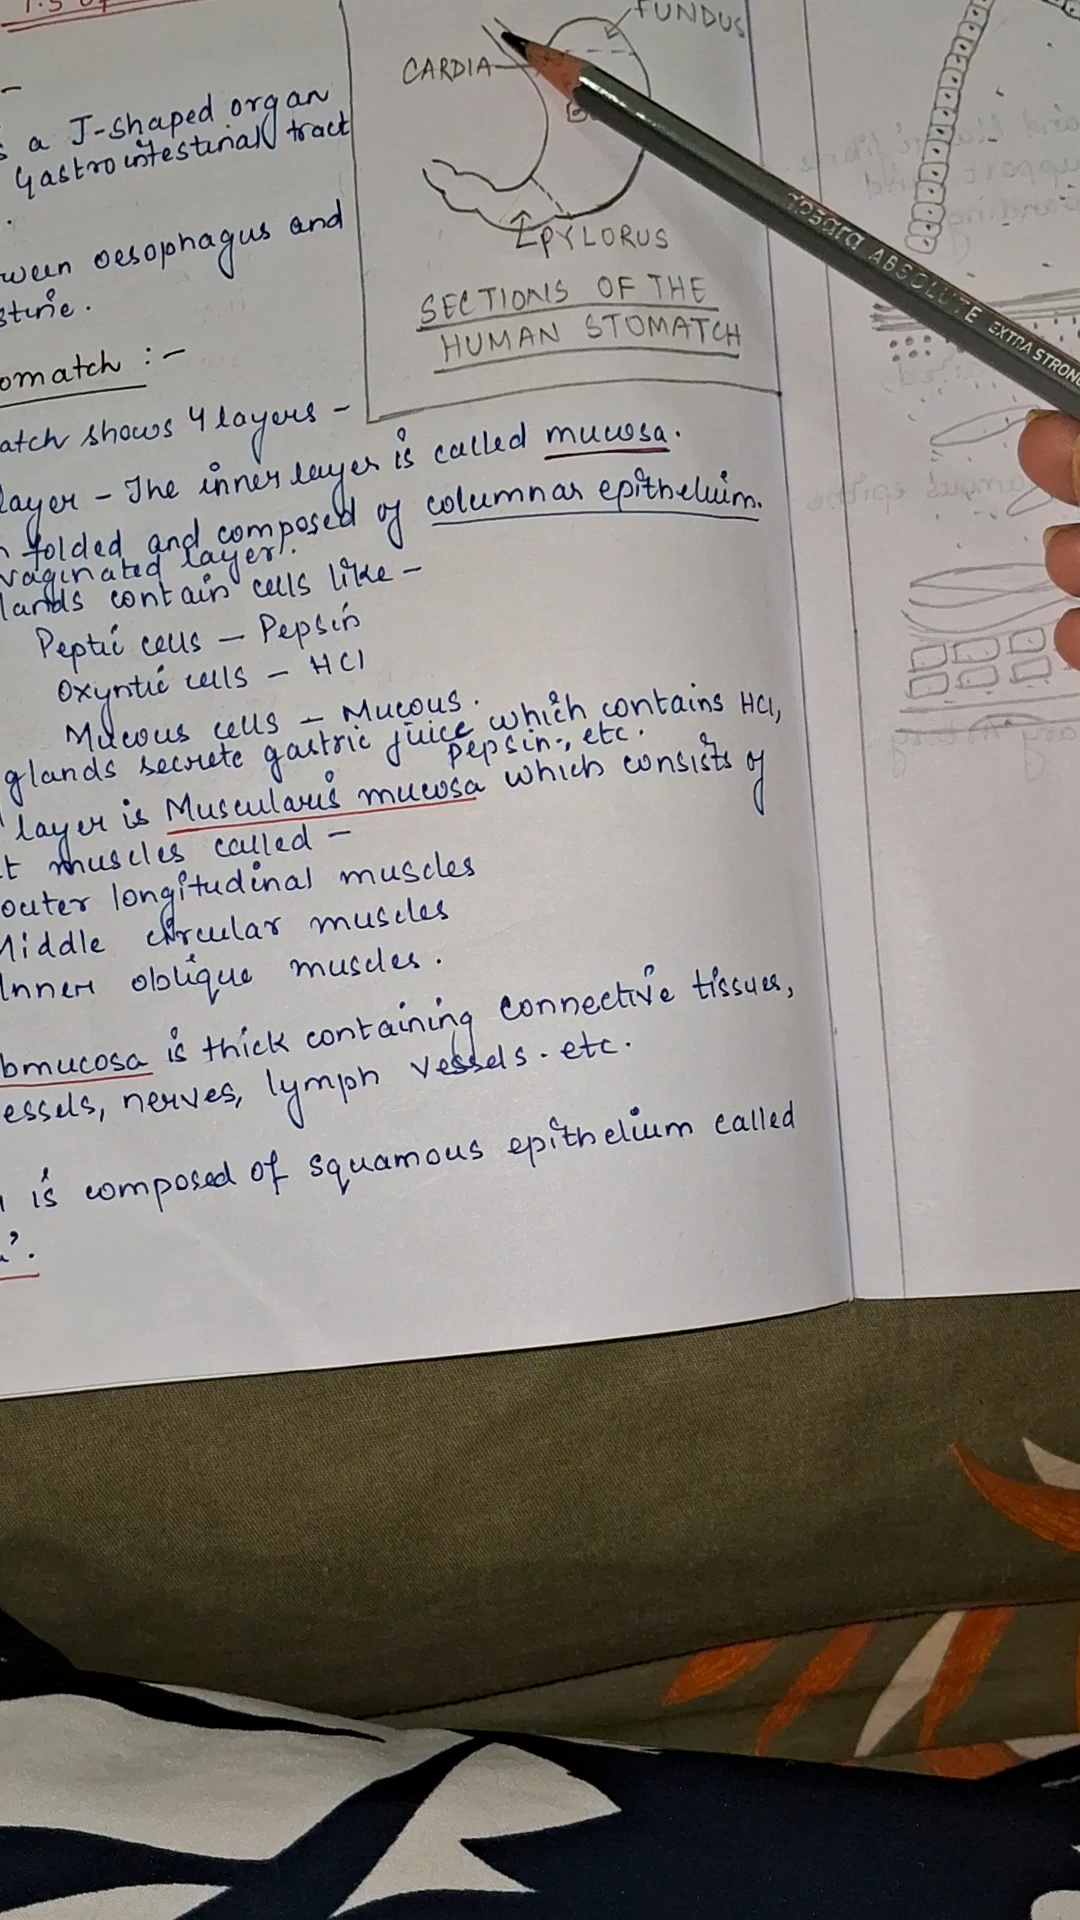 FUNDUS
CARDIA
PYLORUS
SECTIONS OF THE
HUMAN STOMATCH
a J-shaped organ
Gastrointestinal tract
oesophagus and
omatch :-
atch shows 4 layers -
layer - The inner layer is called mucosa.
folded and composed of columnar epithelium.
vaginated layer.
lands contain cells like -
Peptic cells - Pepsin
Oxyntic cells - HCl
Mucous cells - Mucous.
glands secrete gastric juice which contains HCl,
pepsin, etc.
layer is Muscularis mucosa which consists of
t muscles called -
outer longitudinal muscles
Middle circular muscles
Inner oblique muscles.
bmucosa is thick containing connective tissues,
essels, nerves, lymph vessels. etc.
is composed of squamous epithelium called
apsara ABSOLUTE EXTRA STRONG